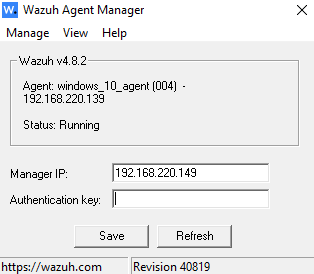 W. Wazuh Agent Manager
Manage View Help
Wazuh v4.8.2
Agent: windows_10_agent (004) -
192.168.220.139
Status: Running
Manager IP: 192.168.220.149
Authentication key:
Save Refresh
https://wazuh.com Revision 40819